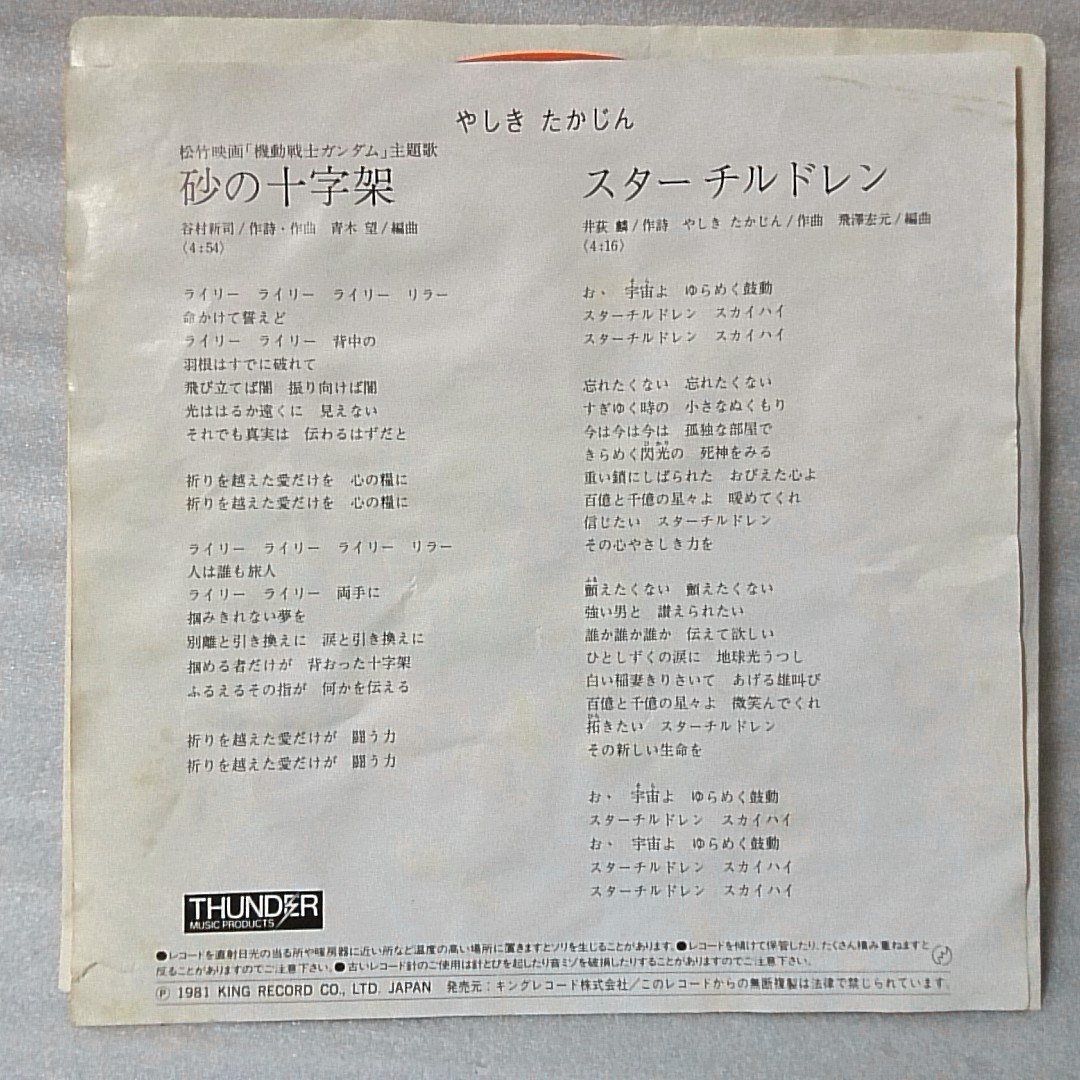 やしき たかじん
松竹映画「機動戦士ガンダム」主題歌
砂の十字架
谷村新司/作詩・作曲 青木 望/編曲
〈4:54〉
ライリー ライリー ライリー リラー
命かけて誓えど
ライリー ライリー 背中の
羽根はすでに破れて
飛び立てば闇 振り向けば闇
光ははるか遠くに 見えない
それでも真実は 伝わるはずだと
祈りを越えた愛だけを 心の糧に
祈りを越えた愛だけを 心の糧に
ライリー ライリー ライリー リラー
人は誰も旅人
ライリー ライリー 両手に
掴みきれない夢を
別離と引き換えに 涙と引き換えに
掴める者だけが 背おった十字架
ふるえるその指が 何かを伝える
祈りを越えた愛だけが 闘う力
祈りを越えた愛だけが 闘う力
スター チルドレン
井荻 麟/作詩 やしき たかじん/作曲 飛澤宏元/編曲
〈4:16〉
お、 宇宙よ ゆらめく鼓動
スターチルドレン スカイハイ
スターチルドレン スカイハイ
忘れたくない 忘れたくない
すぎゆく時の 小さなぬくもり
今は今は今は 孤独な部屋で
きらめく閃光の 死神をみる
重い鎖にしばられた おびえた心よ
百億と千億の星々よ 暖めてくれ
信じたい スターチルドレン
その心やさしき力を
顫えたくない 顫えたくない
強い男と 讃えられたい
誰か誰か誰か 伝えて欲しい
ひとしずくの涙に 地球光うつし
白い稲妻きりさいて あげる雄叫び
百億と千億の星々よ 微笑んでくれ
拓きたい スターチルドレン
その新しい生命を
お、 宇宙よ ゆらめく鼓動
スターチルドレン スカイハイ
お、 宇宙よ ゆらめく鼓動
スターチルドレン スカイハイ
スターチルドレン スカイハイ
THUNDER
MUSIC PRODUCTS
●レコードを直射日光の当る所や暖房器に近い所など温度の高い場所に置きますとソリを生じることがあります。●レコードを傾けて保管したり、たくさん積み重ねますと
反ることがありますのでご注意下さい。●古いレコード針のご使用は針とびを起したり音ミゾを破損したりすることがありますのでご注意下さい。
Ⓟ 1981 KING RECORD CO., LTD. JAPAN 発売元：キングレコード株式会社/このレコードからの無断複製は法律で禁じられています。